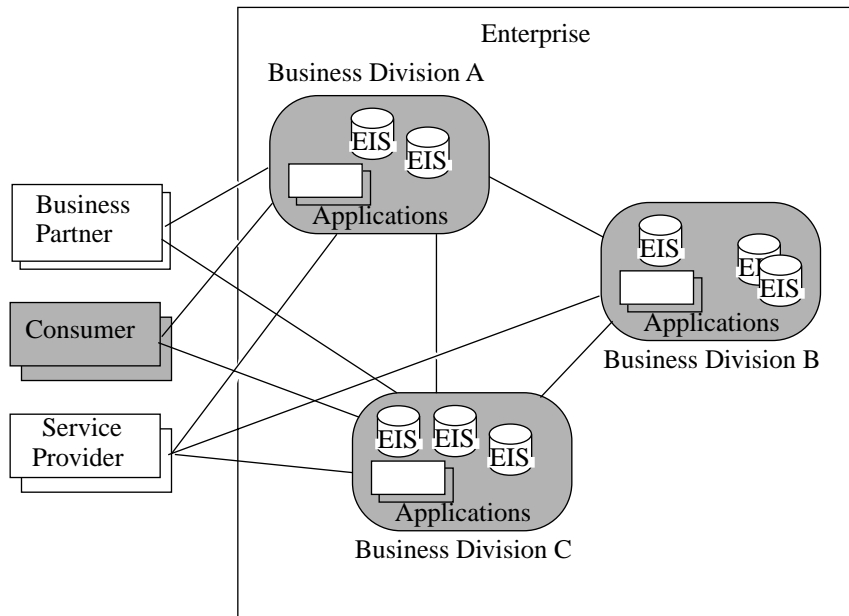 Enterprise
Business Division A
EIS
EIS
Applications
Business
Partner
EIS
EIS
EIS
Applications
Business Division B
Consumer
Service
Provider
EIS
EIS
EIS
Applications
Business Division C